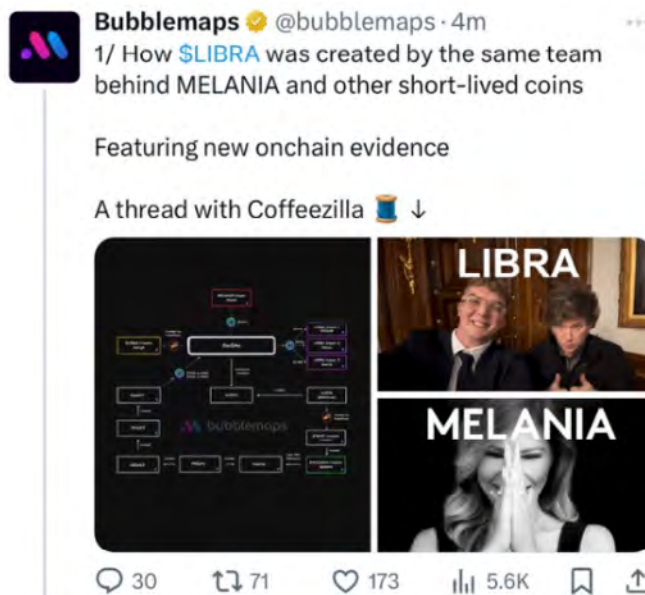 Bubblemaps @bubblemaps · 4m
1/ How $LIBRA was created by the same team
behind MELANIA and other short-lived coins
Featuring new onchain evidence
A thread with Coffeezilla 🧵 ↓
LIBRA
bubblemaps
MELANIA
30 71 173 5.6K